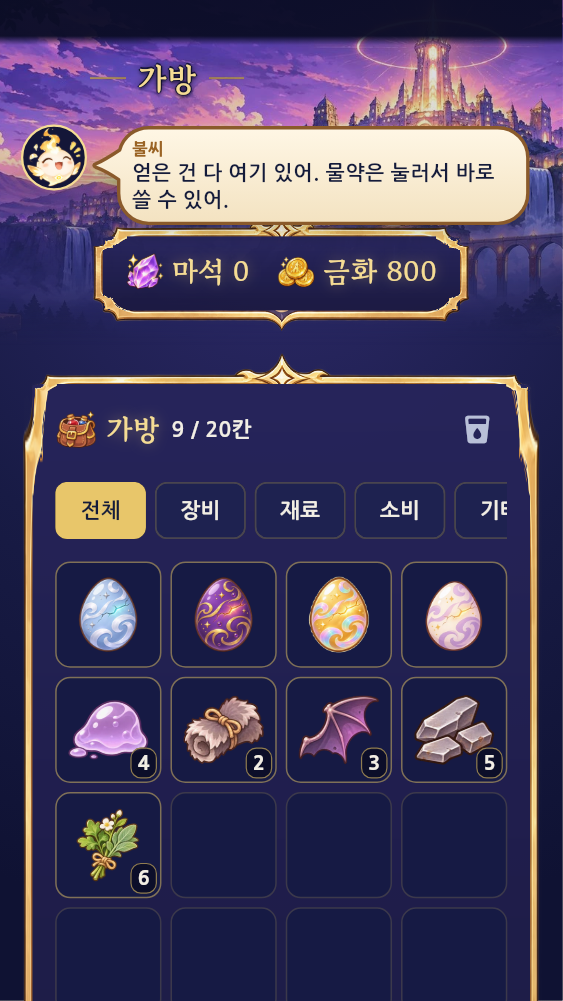 가방
불씨
얻은 건 다 여기 있어. 물약은 눌러서 바로
쓸 수 있어.
마석 0 금화 800
가방 9 / 20칸
전체 장비 재료 소비
4 2 3 5
6